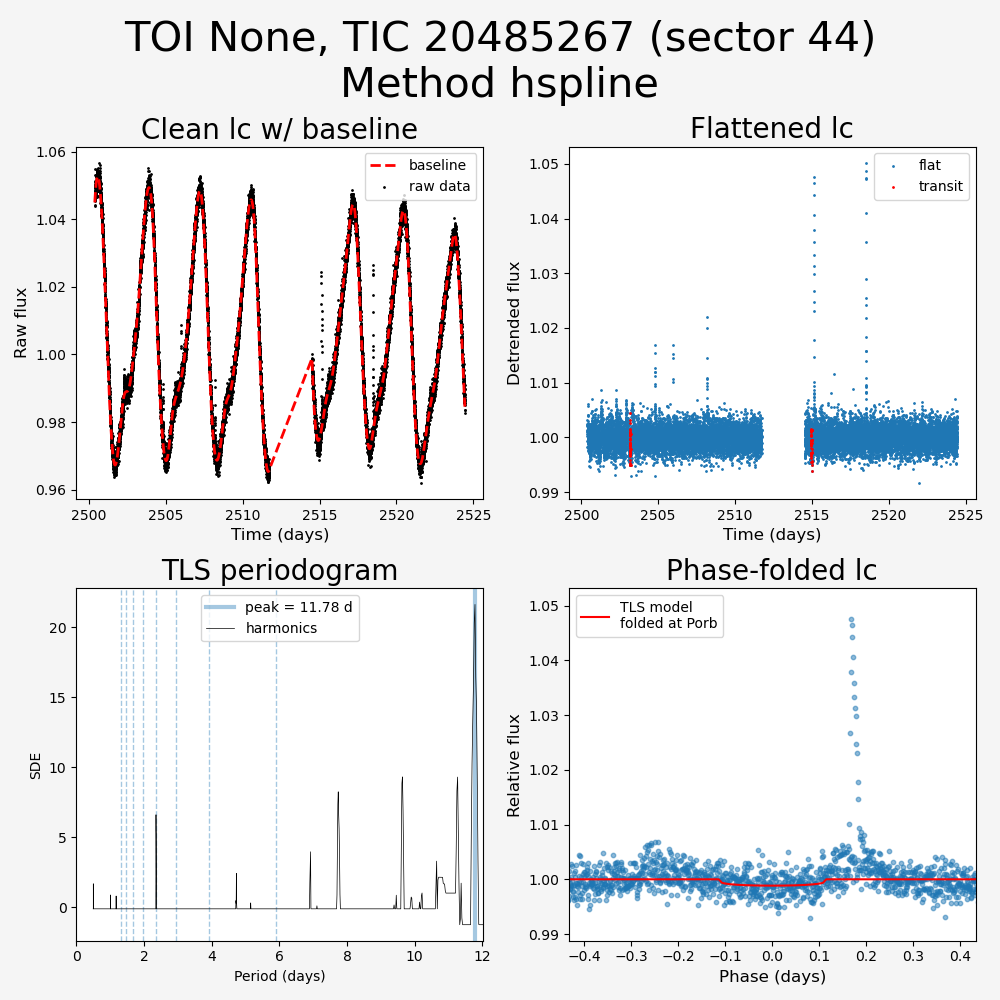 TOI None, TIC 20485267 (sector 44)
Method hspline
Clean lc w/ baseline
1.06
1.04
1.02
1.00
0.98
0.96
Raw flux
baseline
raw data
2500
2505
2510
2515
2520
2525
Time (days)
Flattened lc
1.05
1.04
1.03
1.02
1.01
1.00
0.99
Detrended flux
flat
transit
2500
2505
2510
2515
2520
2525
Time (days)
TLS periodogram
20
15
10
5
0
SDE
peak = 11.78 d
harmonics
0
2
4
6
8
10
12
Period (days)
Phase-folded lc
1.05
1.04
1.03
1.02
1.01
1.00
0.99
Relative flux
TLS model
folded at Porb
−0.4
−0.3
−0.2
−0.1
0.0
0.1
0.2
0.3
0.4
Phase (days)